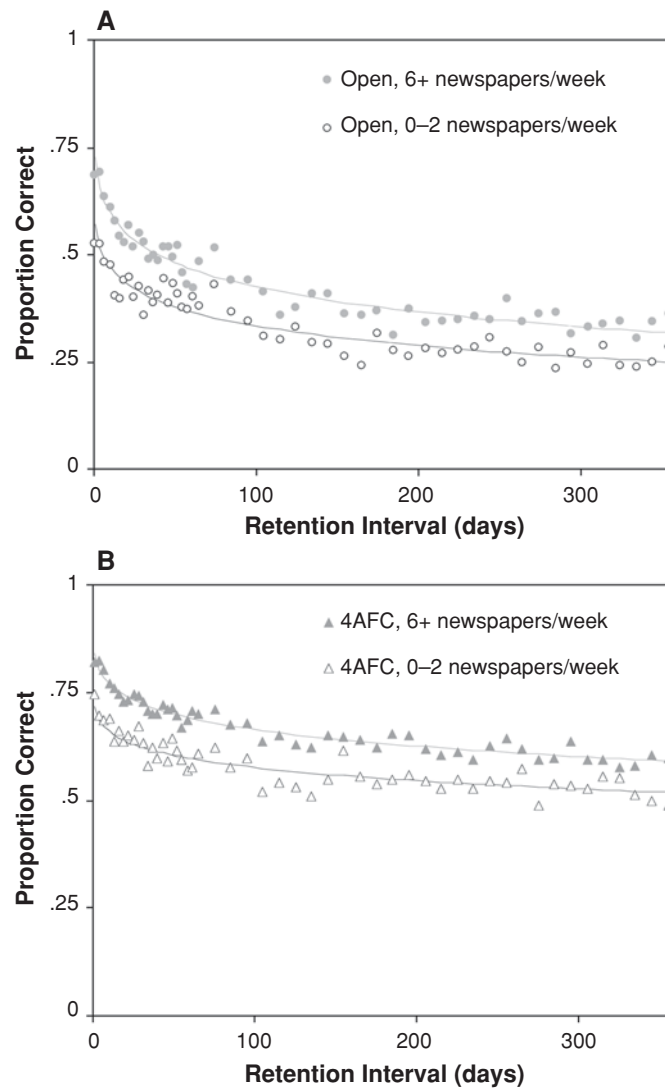 A
1
Open, 6+ newspapers/week
Open, 0–2 newspapers/week
.75
.5
.25
0
Proportion Correct
0 100 200 300
Retention Interval (days)
B
1
4AFC, 6+ newspapers/week
4AFC, 0–2 newspapers/week
.75
.5
.25
0
Proportion Correct
0 100 200 300
Retention Interval (days)